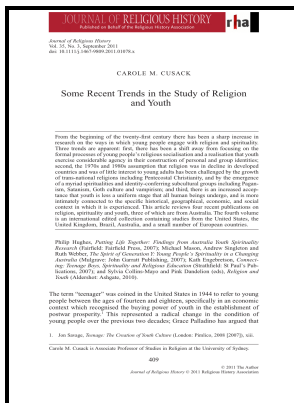 JOURNAL OF RELIGIOUS HISTORY
Published on Behalf of the Religious History Association
rha
Journal of Religious History
Vol. 35, No. 3, September 2011
doi: 10.1111/j.1467-9809.2011.01078.x
CAROLE M. CUSACK
Some Recent Trends in the Study of Religion
and Youth
From the beginning of the twenty-first century there has been a sharp increase in
research on the ways in which young people engage with religion and spirituality.
Three trends are apparent: first, there has been a shift away from focusing on the
formal processes of young people's religious socialisation and a realisation that youth
exercise considerable agency in their construction of personal and group identities;
second, the 1970s and 1980s assumption that religion was in decline in developed
countries and was of little interest to young adults has been challenged by the growth
of trans-national religions including Pentecostal Christianity, and by the emergence
of a myriad spiritualities and identity-conferring subcultural groups including Pagan-
ism, Satanism, Goth culture and vampirism; and third, there is an increased accep-
tance that youth is less a uniform stage that all human beings undergo, and is more
intimately connected to the specific historical, geographical, economic, and social
context in which it is experienced. This article reviews four recent publications on
religion, spirituality and youth, three of which are from Australia. The fourth volume
is an international edited collection containing studies from the United States, the
United Kingdom, Brazil, Australia, and a small number of European countries.
Philip Hughes, Putting Life Together: Findings from Australian Youth Spirituality
Research (Fairfield: Fairfield Press, 2007); Michael Mason, Andrew Singleton and
Ruth Webber, The Spirit of Generation Y: Young People's Spirituality in a Changing
Australia (Mulgrave: John Garratt Publishing, 2007); Kath Engebretson, Connect-
ing: Teenage Boys, Spirituality and Religious Education (Strathfield: St Paul's Pub-
lications, 2007); and Sylvia Collins-Mayo and Pink Dandelion (eds), Religion and
Youth (Aldershot: Ashgate, 2010).
The term "teenager" was coined in the United States in 1944 to refer to young
people between the ages of fourteen and eighteen, specifically in an economic
context which recognised the buying power of youth in the establishment of
postwar prosperity.1 This represented a radical change in the condition of
young people over the previous two decades; Grace Palladino has argued that
1. Jon Savage, Teenage: The Creation of Youth Culture (London: Pimlico, 2008 [2007]), xiii.
Carole M. Cusack is Associate Professor of Studies in Religion at the University of Sydney.
409
© 2011 The Author
Journal of Religious History © 2011 Religious History Association